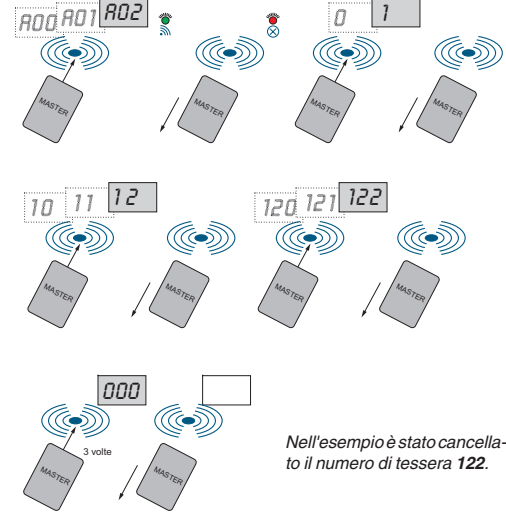 A00 A01 A02 0 1
MASTER MASTER MASTER MASTER
10 11 12 120 121 122
MASTER MASTER MASTER MASTER
000
3 volte
MASTER MASTER
Nell'esempio è stato cancella-
to il numero di tessera 122.